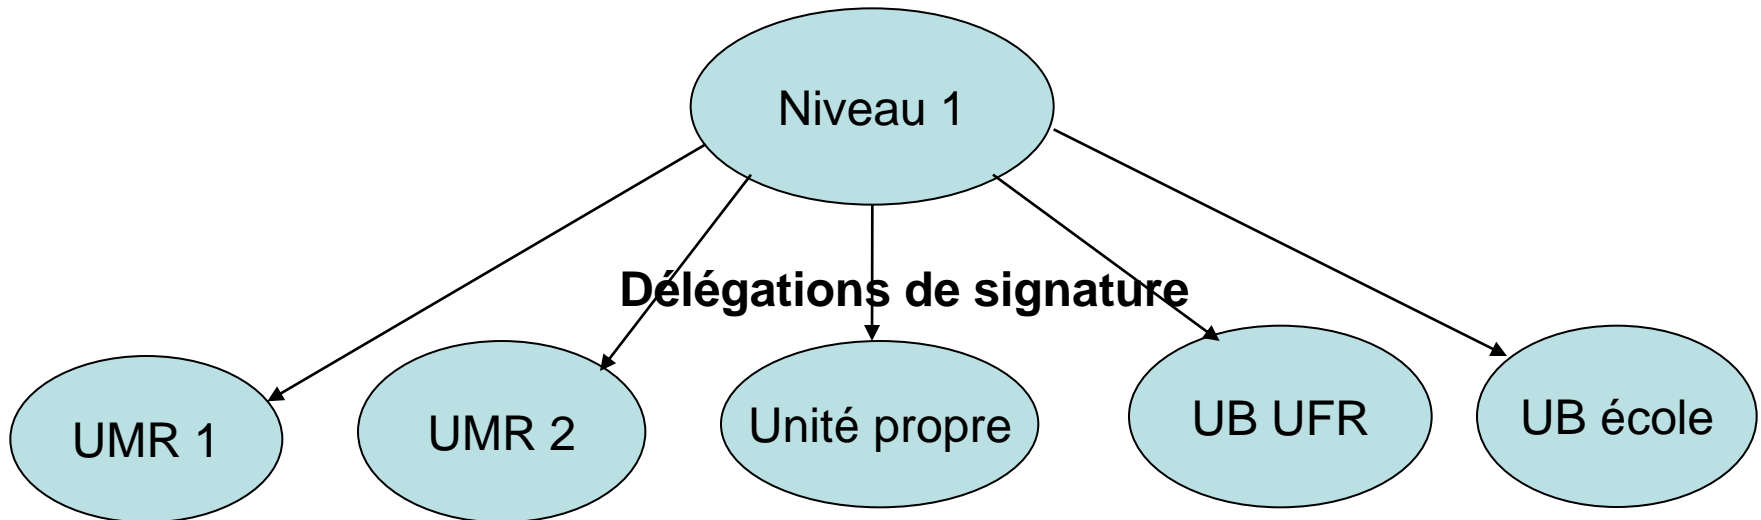 Niveau 1
Délégations de signature
UMR 1
UMR 2
Unité propre
UB UFR
UB école